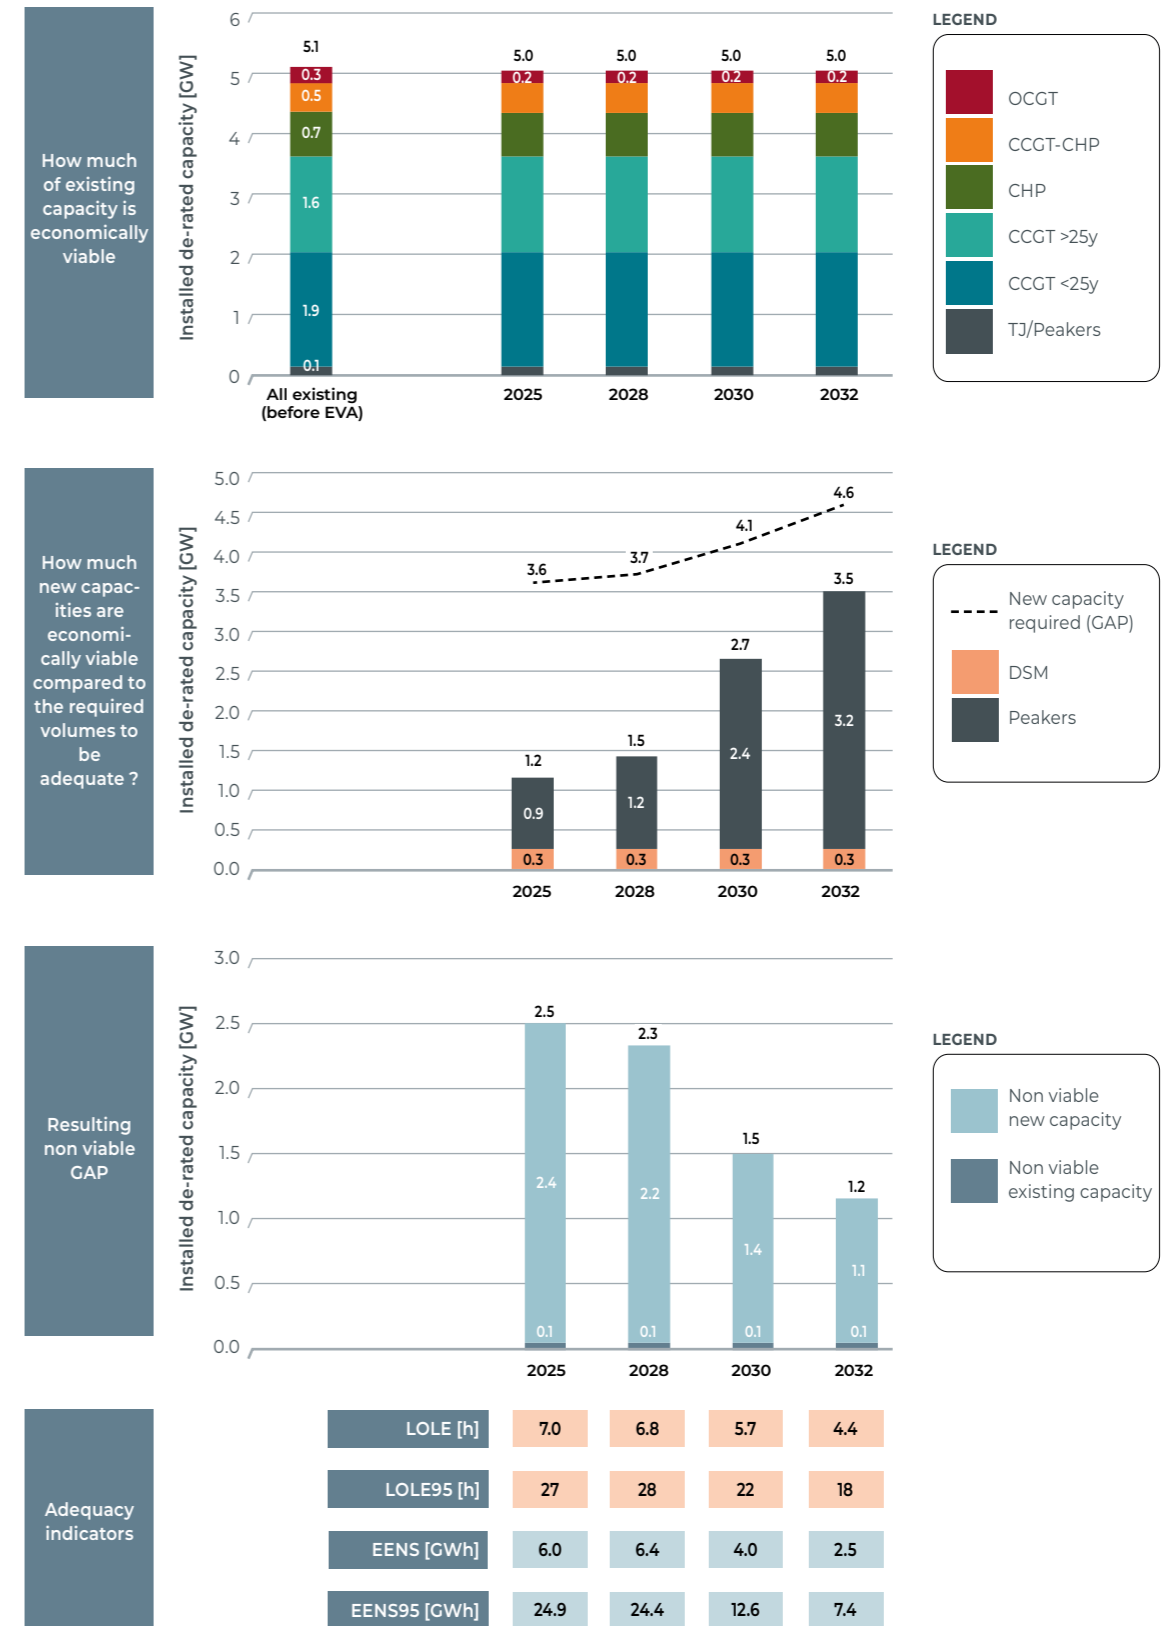 How much
of existing
capacity is
economically
viable
Installed de-rated capacity [GW]
6
5
4
3
2
1
0
5.1
0.3
0.5
0.7
1.6
1.9
0.1
5.0
0.2
5.0
0.2
5.0
0.2
5.0
0.2
All existing
(before EVA)
2025
2028
2030
2032
LEGEND
OCGT
CCGT-CHP
CHP
CCGT >25y
CCGT <25y
TJ/Peakers
How much
new capac-
ities are
economi-
cally viable
compared to
the required
volumes to
be
adequate ?
Installed de-rated capacity [GW]
5.0
4.5
4.0
3.5
3.0
2.5
2.0
1.5
1.0
0.5
0.0
3.6
3.7
4.1
4.6
1.2
0.9
0.3
1.5
1.2
0.3
2.7
2.4
0.3
3.5
3.2
0.3
2025
2028
2030
2032
LEGEND
New capacity
required (GAP)
DSM
Peakers
Resulting
non viable
GAP
Installed de-rated capacity [GW]
3.0
2.5
2.0
1.5
1.0
0.5
0.0
2.5
2.4
0.1
2.3
2.2
0.1
1.5
1.4
0.1
1.2
1.1
0.1
2025
2028
2030
2032
LEGEND
Non viable
new capacity
Non viable
existing capacity
Adequacy
indicators
LOLE [h] 7.0 6.8 5.7 4.4
LOLE95 [h] 27 28 22 18
EENS [GWh] 6.0 6.4 4.0 2.5
EENS95 [GWh] 24.9 24.4 12.6 7.4